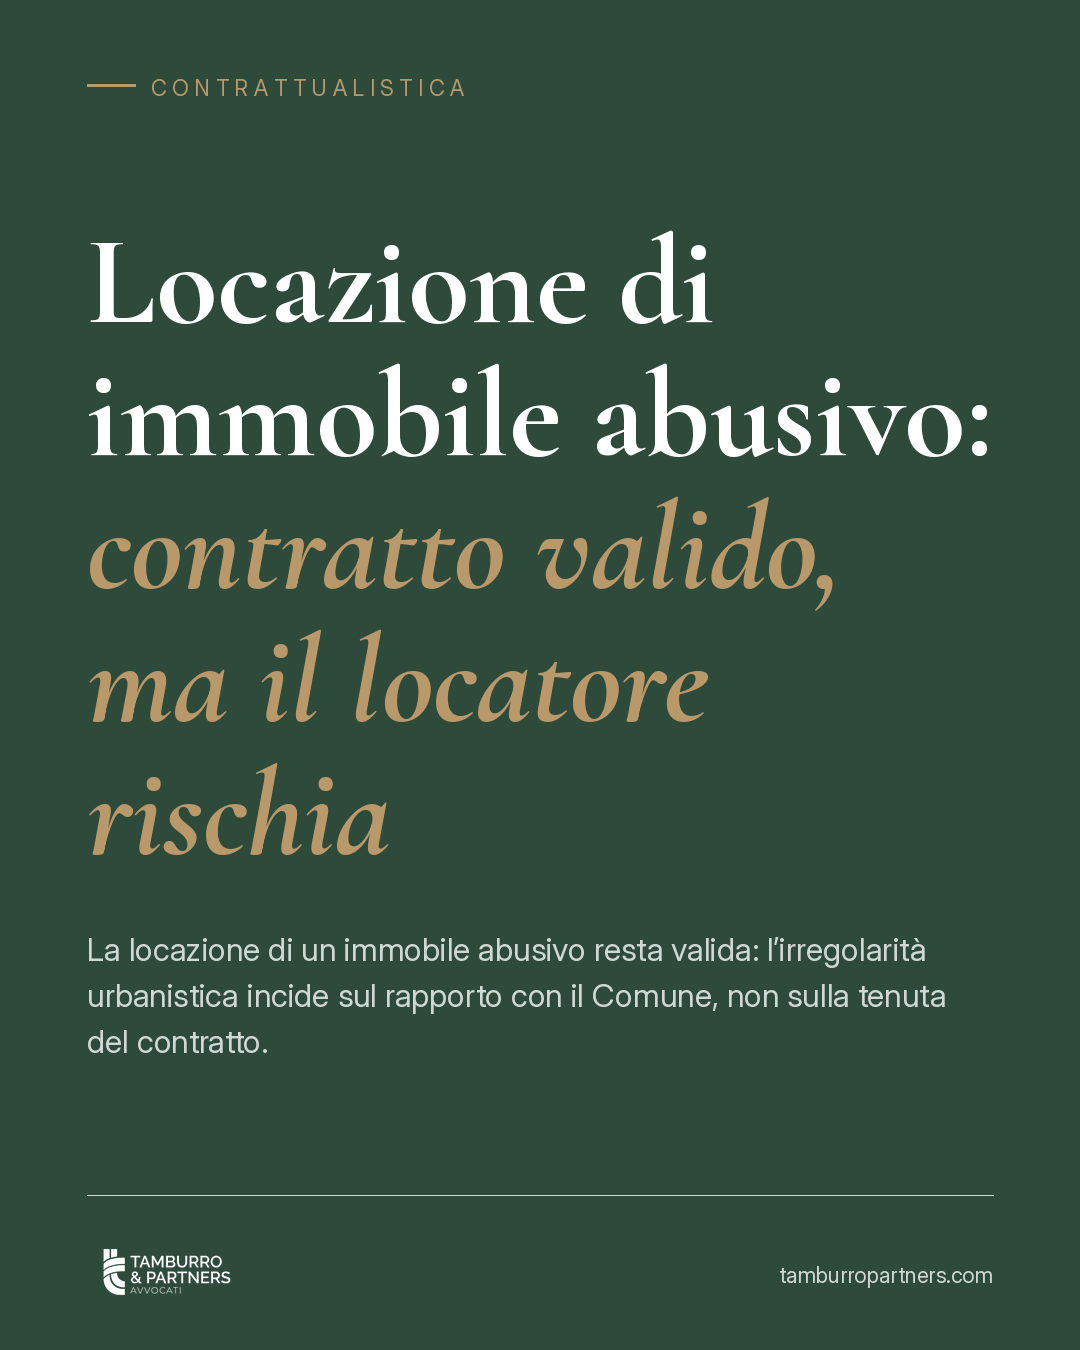 CONTRATTUALISTICA
Locazione di
immobile abusivo:
contratto valido,
ma il locatore
rischia
La locazione di un immobile abusivo resta valida: l’irregolarità
urbanistica incide sul rapporto con il Comune, non sulla tenuta
del contratto.
TAMBURRO
& PARTNERS
AVVOCATI
tamburropartners.com